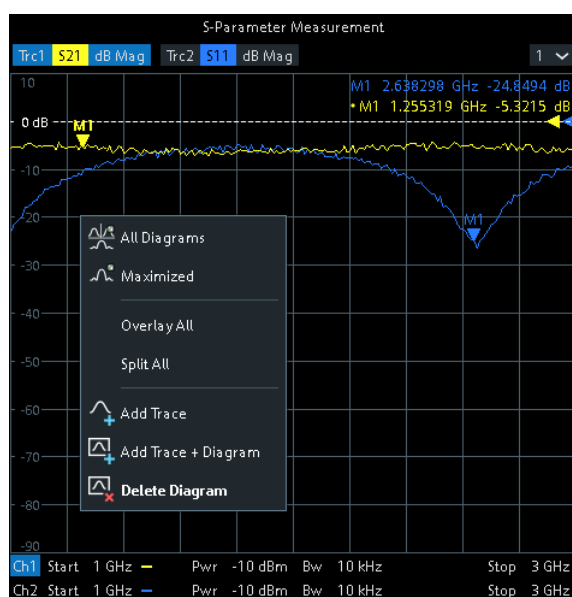 S-Parameter Measurement
Trc1 S21 dB Mag Trc2 S11 dB Mag 1
10
M1 2.638298 GHz -24.8494 dB
• M1 1.255319 GHz -5.3215 dB
0 dB
M1
-10
-20
M1
All Diagrams
-30
Maximized
-40
Overlay All
-50
Split All
-60
Add Trace
-70
Add Trace + Diagram
Delete Diagram
-80
-90
Ch1 Start 1 GHz — Pwr -10 dBm Bw 10 kHz Stop 3 GHz
Ch2 Start 1 GHz — Pwr -10 dBm Bw 10 kHz Stop 3 GHz